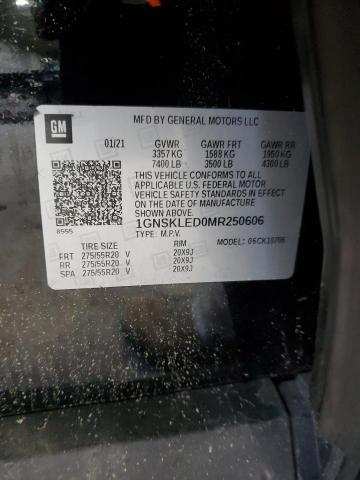 GM
MFD BY GENERAL MOTORS LLC
01/21 GVWR GAWR FRT GAWR RR
3357 KG 1588 KG 1950 KG
7400 LB 3500 LB 4300 LB
THIS VEHICLE CONFORMS TO ALL
APPLICABLE U.S. FEDERAL MOTOR
VEHICLE SAFETY STANDARDS IN EFFECT
ON THE DATE OF MANUFACTURE SHOWN ABOVE.
1GNSKLED0MR250606
8555 TYPE: M.P.V. MODEL: 06CK10706
TIRE SIZE RIM
FRT 275/55R20 V 20X9J
RR 275/55R20 V 20X9J
SPA 275/55R20 V 20X9J